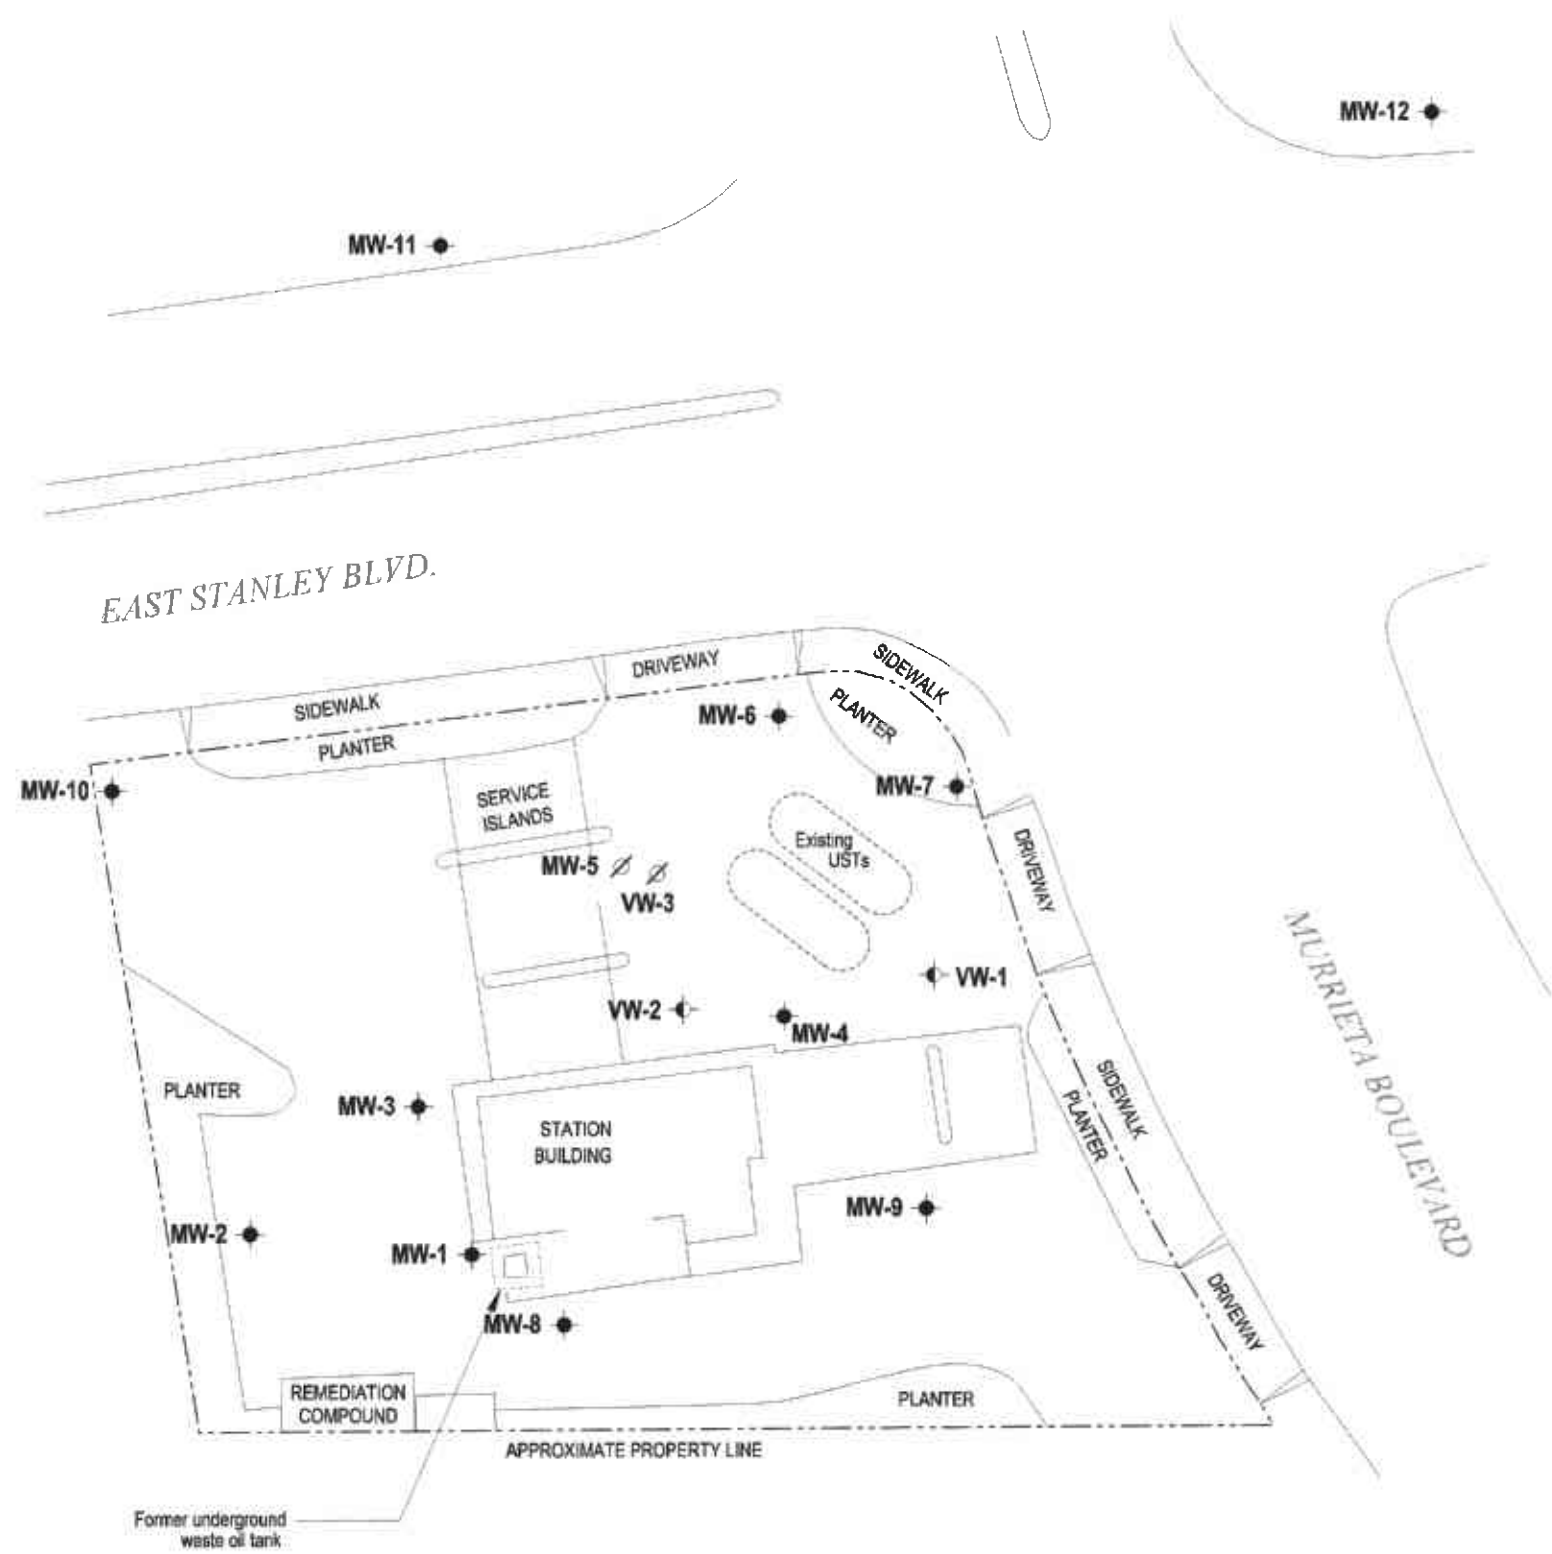 MW-12
MW-11
EAST STANLEY BLVD.
SIDEWALK
DRIVEWAY
SIDEWALK
PLANTER
MW-6
PLANTER
MW-10
SERVICE
ISLANDS
MW-7
Existing
USTs
DRIVEWAY
MW-5
VW-3
VW-1
VW-2
MW-4
MURRIETA BOULEVARD
PLANTER
MW-3
SIDEWALK
PLANTER
STATION
BUILDING
MW-9
MW-2
MW-1
DRIVEWAY
MW-8
REMEDIATION
COMPOUND
PLANTER
APPROXIMATE PROPERTY LINE
Former underground
waste oil tank